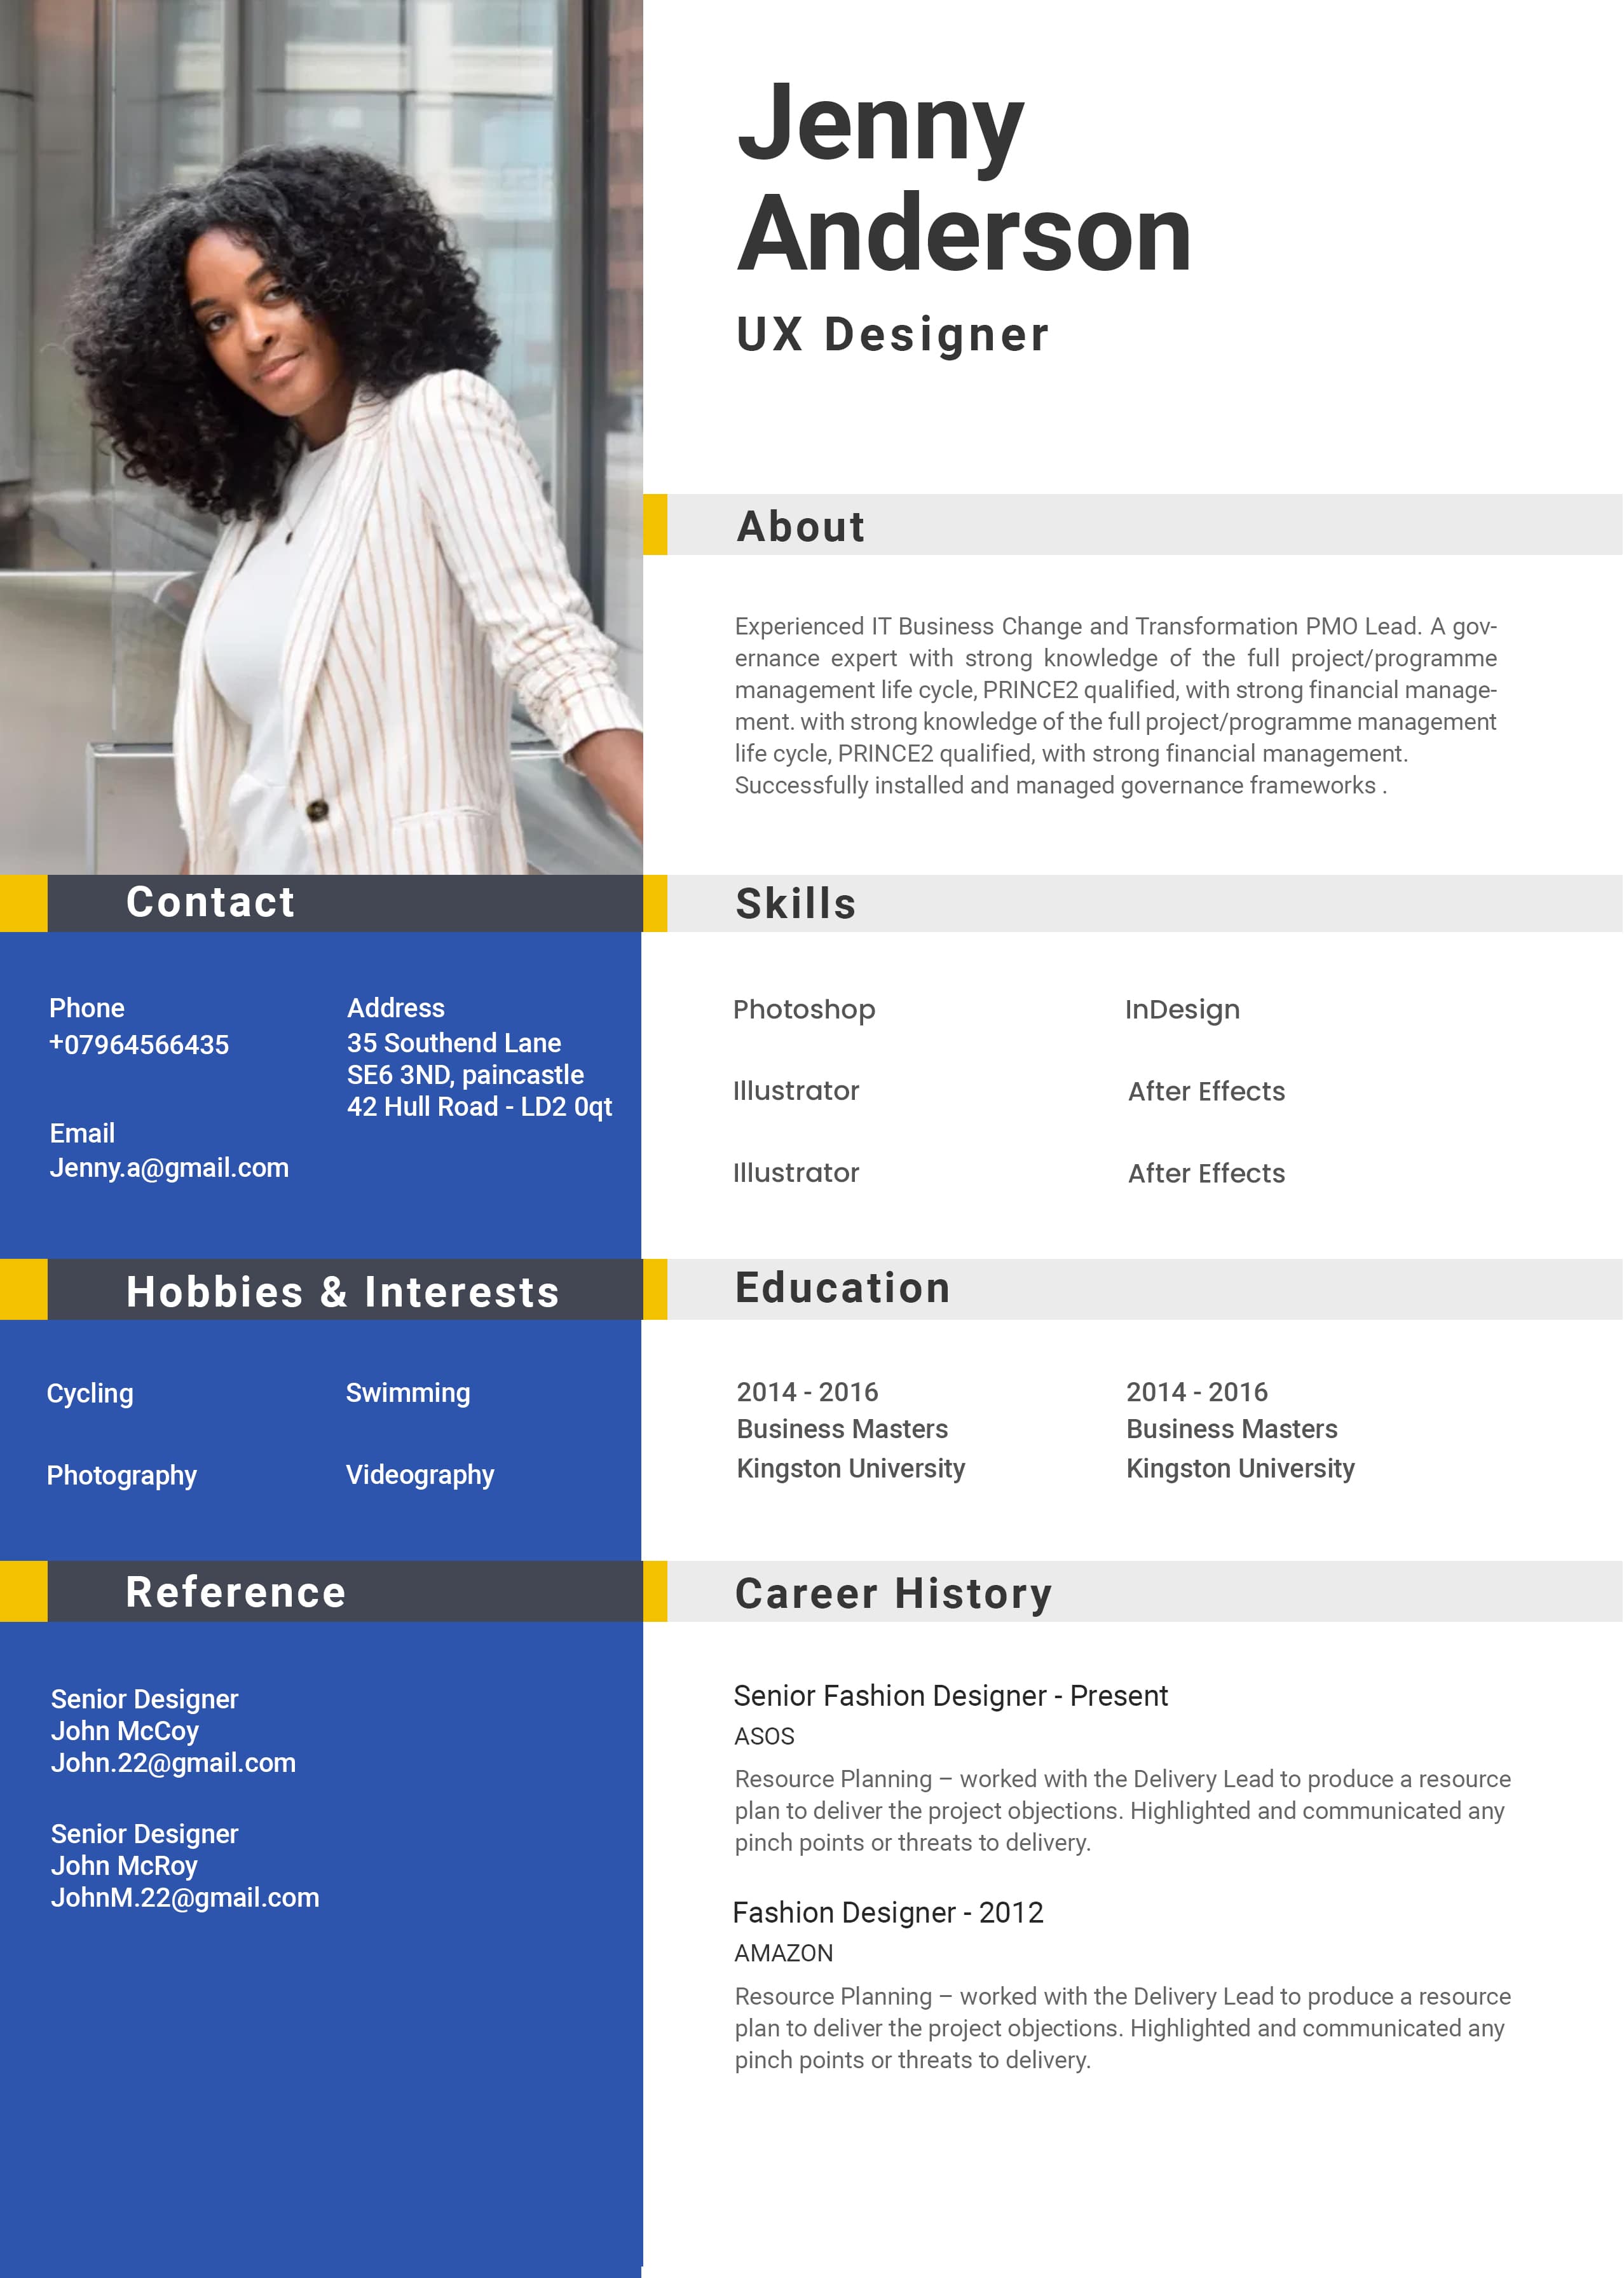 Jenny
Anderson
UX Designer
About
Experienced IT Business Change and Transformation PMO Lead. A gov-
ernance expert with strong knowledge of the full project/programme
management life cycle, PRINCE2 qualified, with strong financial manage-
ment. with strong knowledge of the full project/programme management
life cycle, PRINCE2 qualified, with strong financial management.
Successfully installed and managed governance frameworks .
Contact
Phone
+07964566435
Email
Jenny.a@gmail.com
Address
35 Southend Lane
SE6 3ND, paincastle
42 Hull Road - LD2 0qt
Skills
Photoshop
InDesign
Illustrator
After Effects
Illustrator
After Effects
Hobbies & Interests
Cycling
Swimming
Photography
Videography
Education
2014 - 2016
Business Masters
Kingston University
2014 - 2016
Business Masters
Kingston University
Reference
Senior Designer
John McCoy
John.22@gmail.com
Senior Designer
John McRoy
JohnM.22@gmail.com
Career History
Senior Fashion Designer - Present
ASOS
Resource Planning – worked with the Delivery Lead to produce a resource
plan to deliver the project objections. Highlighted and communicated any
pinch points or threats to delivery.
Fashion Designer - 2012
AMAZON
Resource Planning – worked with the Delivery Lead to produce a resource
plan to deliver the project objections. Highlighted and communicated any
pinch points or threats to delivery.